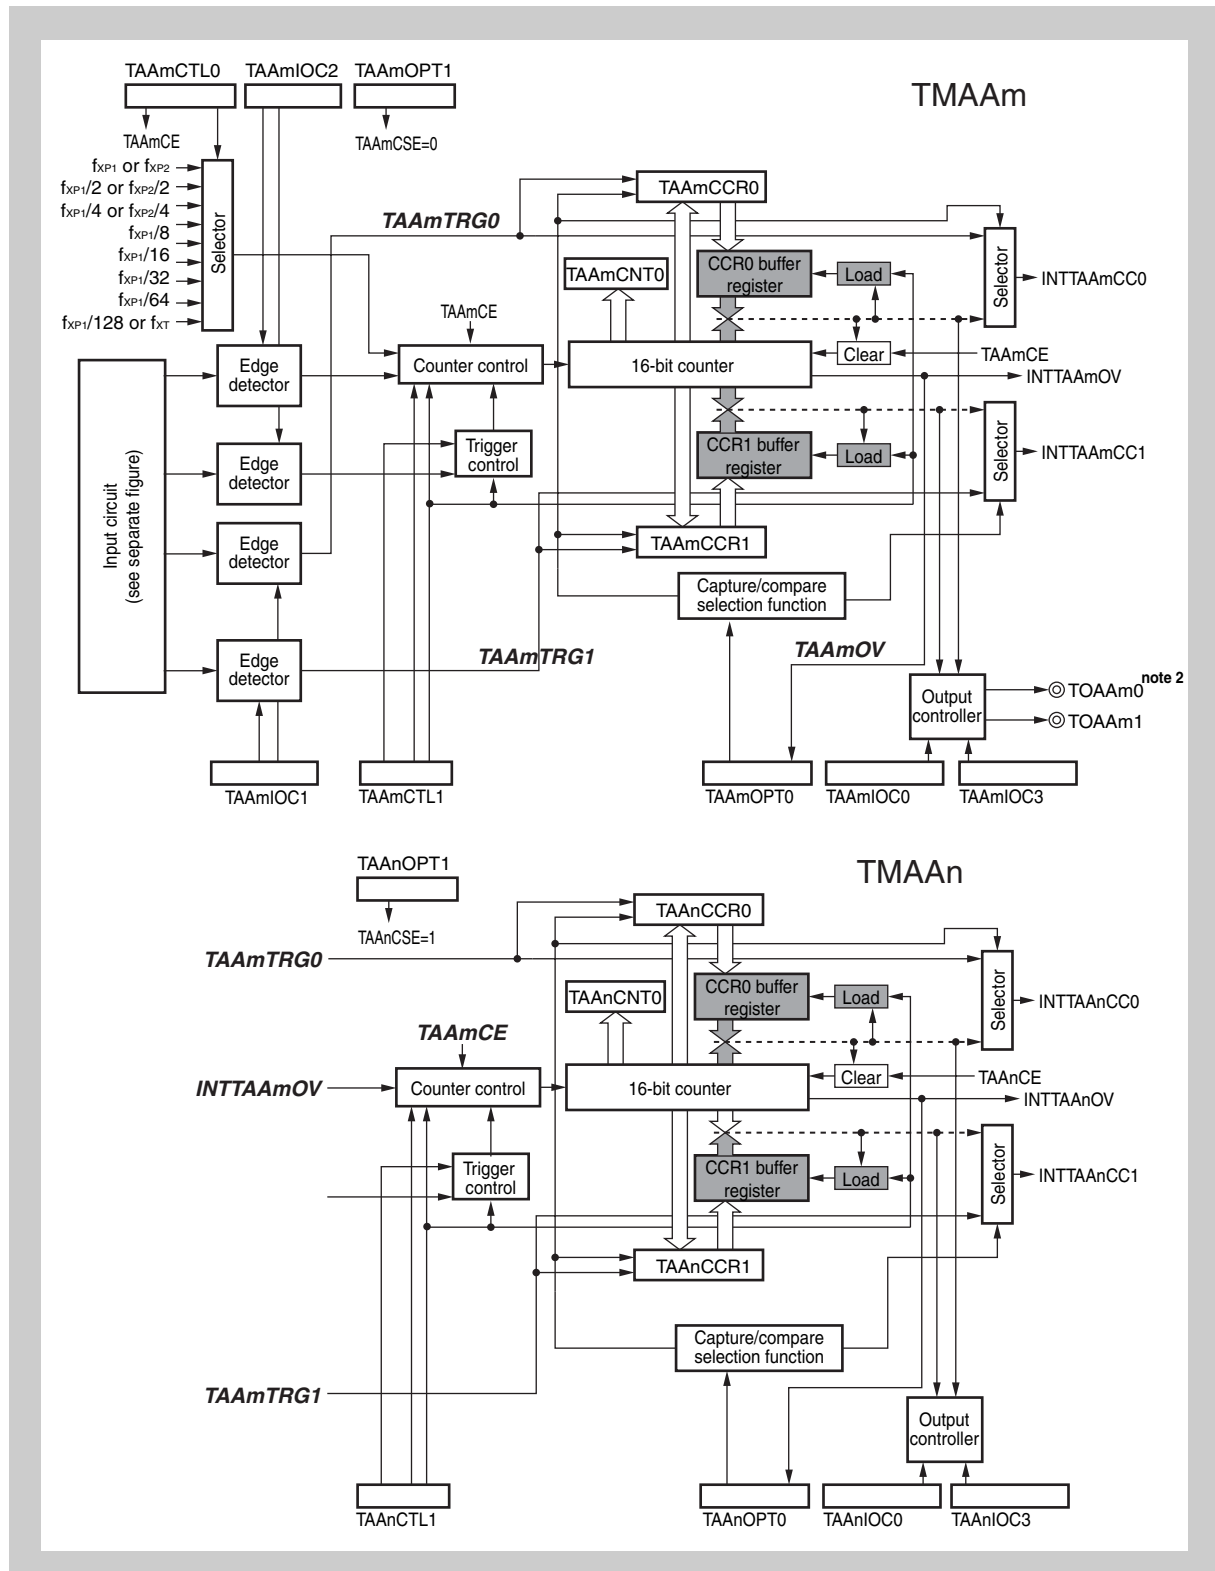 TAAmCTL0 TAAmIOC2 TAAmOPT1
TMAAm
TAAmCE
TAAmCSE=0
fXP1 or fXP2
fXP1/2 or fXP2/2
fXP1/4 or fXP2/4
fXP1/8
fXP1/16
fXP1/32
fXP1/64
fXP1/128 or fXT
Selector
TAAmTRG0
TAAmCCR0
TAAmCNT0
CCR0 buffer
register
Load
Selector
INTTAAmCC0
TAAmCE
Counter control
16-bit counter
Clear
TAAmCE
INTTAAmOV
Input circuit
(see separate figure)
Edge
detector
Edge
detector
Edge
detector
Edge
detector
Trigger
control
CCR1 buffer
register
Load
Selector
INTTAAmCC1
TAAmCCR1
Capture/compare
selection function
TAAmTRG1
TAAmOV
Output
controller
TOAAm0 note 2
TOAAm1
TAAmIOC1
TAAmCTL1
TAAmOPT0
TAAmIOC0
TAAmIOC3
TAAnOPT1
TMAAn
TAAnCSE=1
TAAmTRG0
TAAnCCR0
TAAnCNT0
CCR0 buffer
register
Load
Selector
INTTAAnCC0
TAAmCE
INTTAAmOV
Counter control
16-bit counter
Clear
TAAnCE
INTTAAnOV
Trigger
control
CCR1 buffer
register
Load
Selector
INTTAAnCC1
TAAnCCR1
Capture/compare
selection function
TAAmTRG1
Output
controller
TAAnCTL1
TAAnOPT0
TAAnIOC0
TAAnIOC3